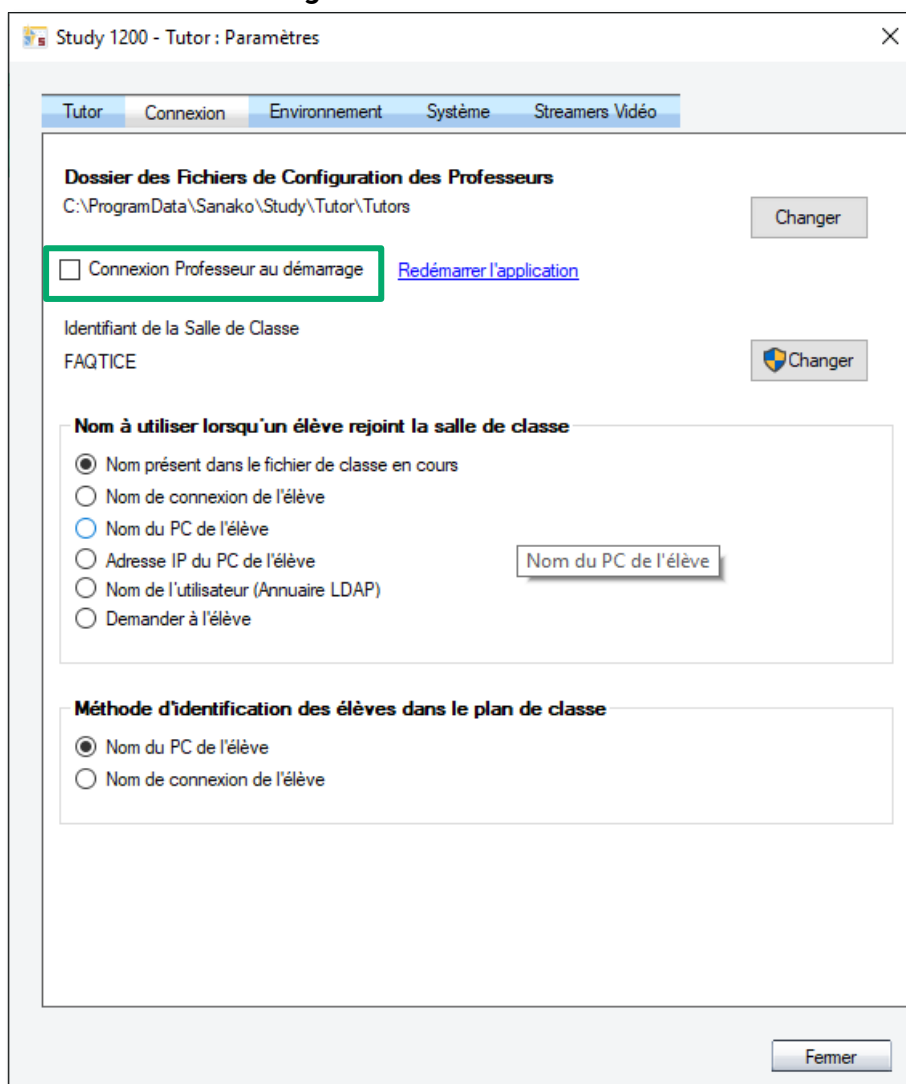 Study 1200 - Tutor : Paramètres
Tutor Connexion Environnement Système Streamers Vidéo
Dossier des Fichiers de Configuration des Professeurs
C:\ProgramData\Sanako\Study\Tutor\Tutors
Changer
Connexion Professeur au démarrage Redémarrer l'application
Identifiant de la Salle de Classe
FAQTICE
Changer
Nom à utiliser lorsqu'un élève rejoint la salle de classe
Nom présent dans le fichier de classe en cours
Nom de connexion de l'élève
Nom du PC de l'élève
Adresse IP du PC de l'élève
Nom du PC de l'élève
Nom de l'utilisateur (Annuaire LDAP)
Demander à l'élève
Méthode d'identification des élèves dans le plan de classe
Nom du PC de l'élève
Nom de connexion de l'élève
Fermer